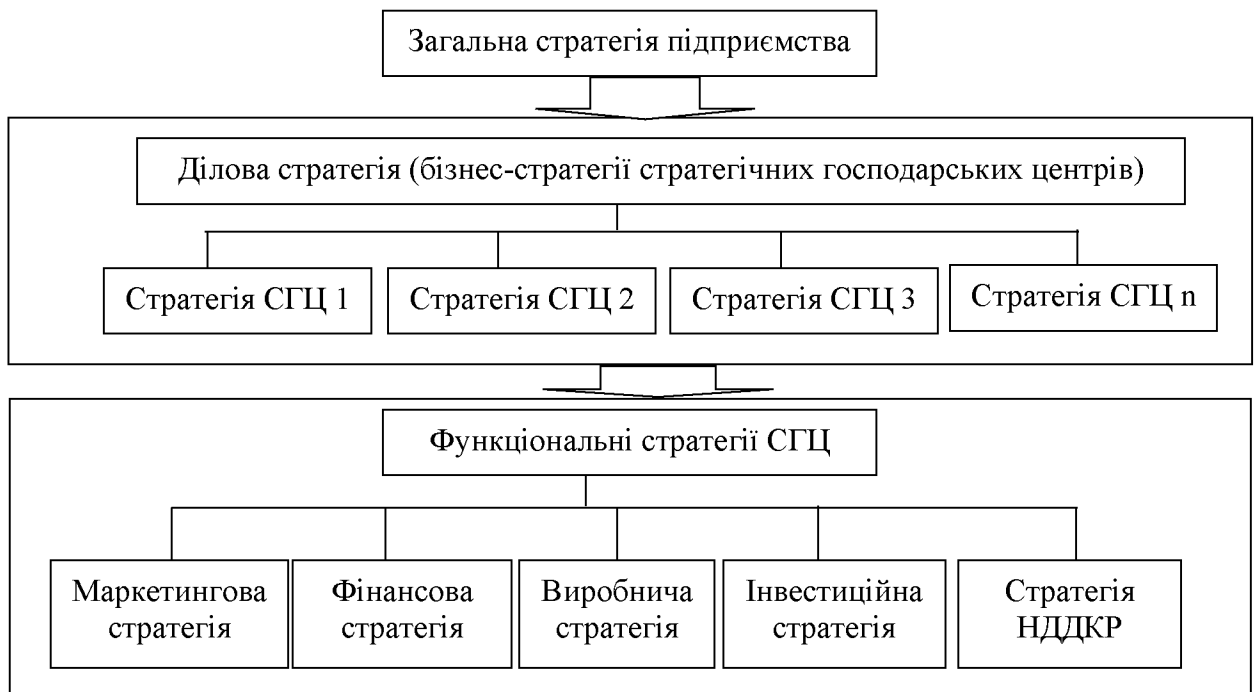 Загальна стратегія підприємства
Ділова стратегія (бізнес-стратегії стратегічних господарських центрів)
Стратегія СГЦ 1
Стратегія СГЦ 2
Стратегія СГЦ 3
Стратегія СГЦ n
Функціональні стратегії СГЦ
Маркетингова
стратегія
Фінансова
стратегія
Виробнича
стратегія
Інвестиційна
стратегія
Стратегія
НДДКР